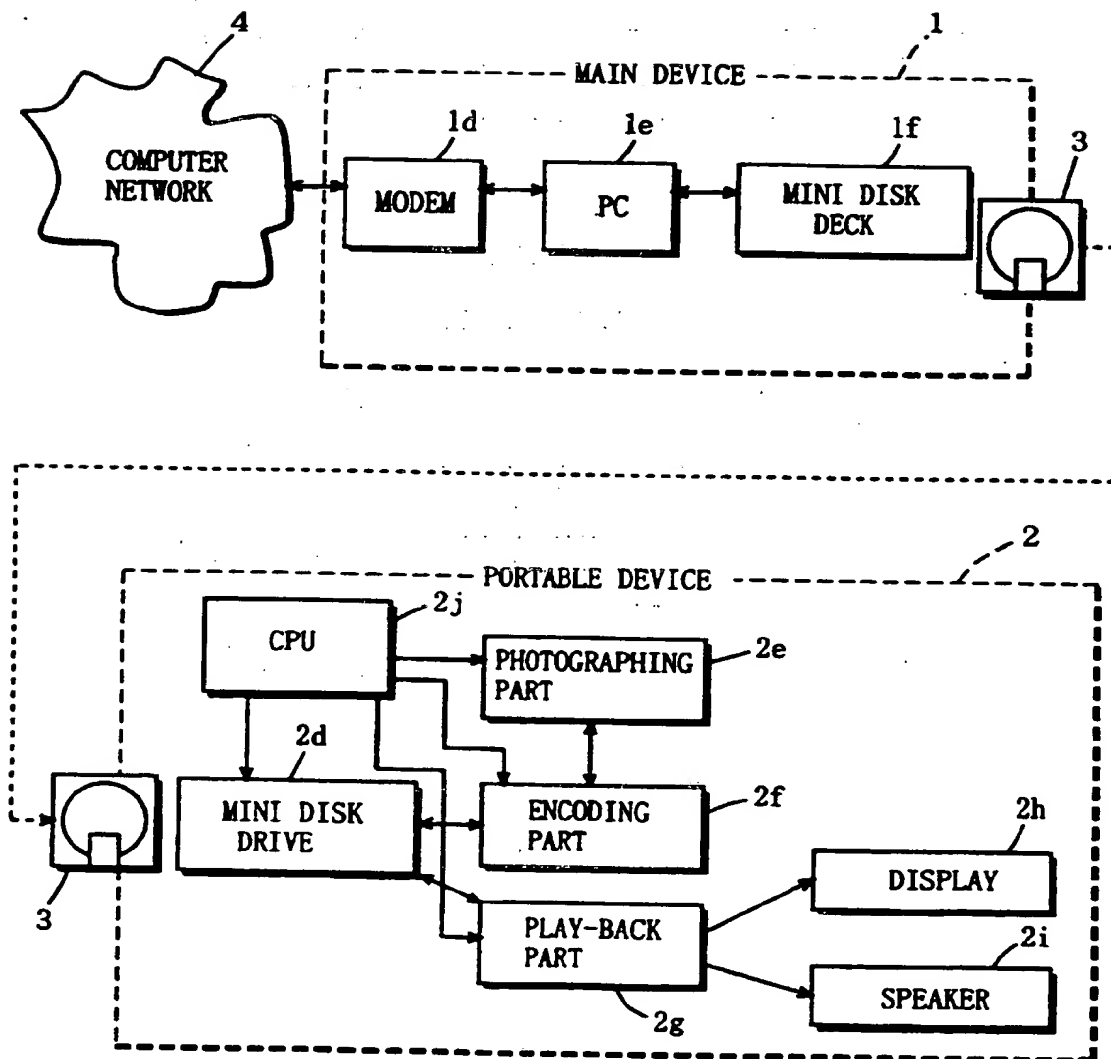 4
1
MAIN DEVICE
1d
1e
1f
3
COMPUTER
NETWORK
MODEM
PC
MINI DISK
DECK
2
PORTABLE DEVICE
2j
CPU
2e
PHOTOGRAPHING
PART
2d
MINI DISK
DRIVE
2f
ENCODING
PART
3
2h
DISPLAY
PLAY-BACK
PART
2i
SPEAKER
2g